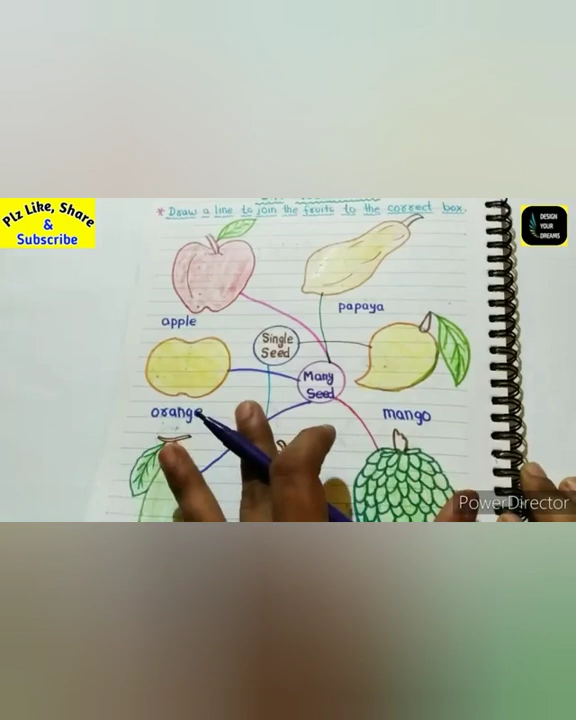 Plz Like, Share
&
Subscribe
DESIGN
YOUR
DREAMS
* Draw a line to join the fruits to the correct box.
papaya
apple
Single
Seed
Many
Seed
orange
mango
PowerDirector